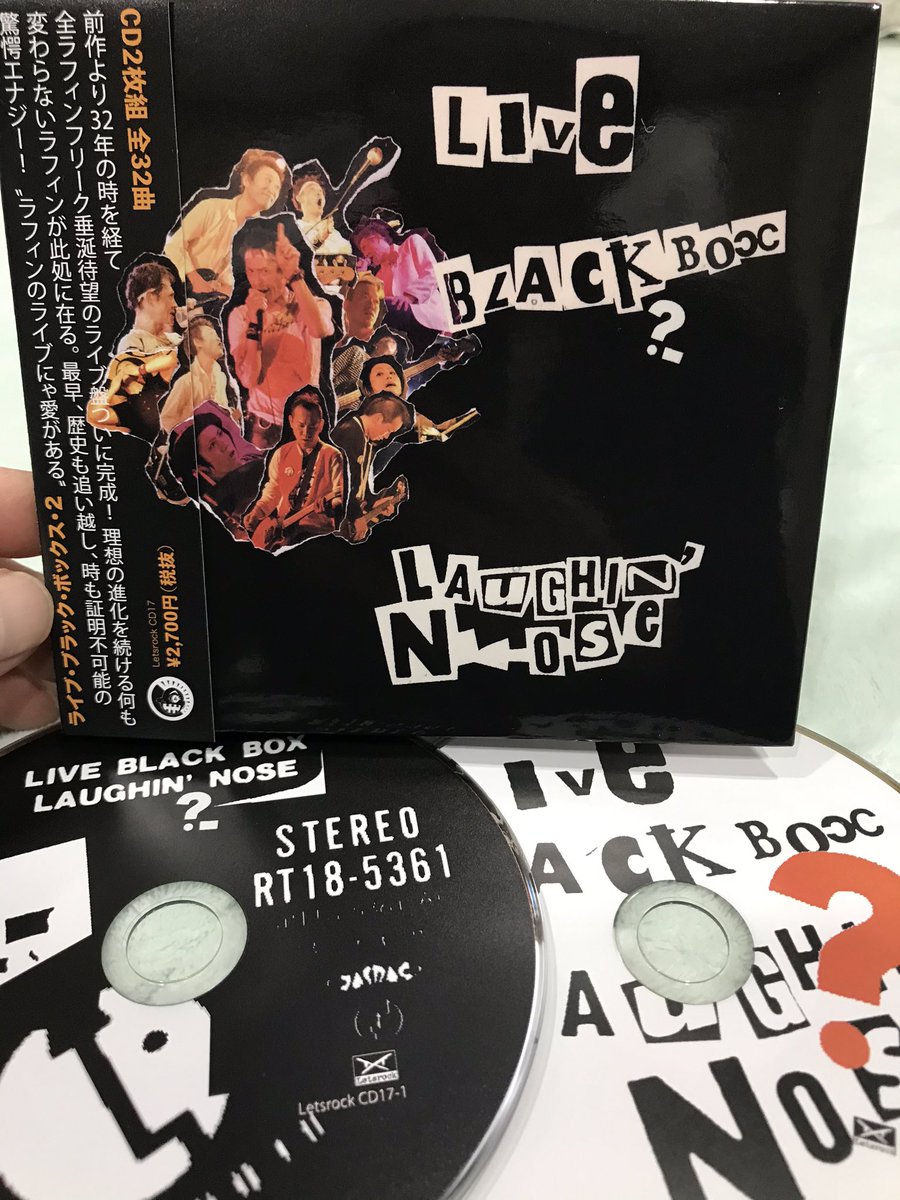 CD2枚組 全32曲
前作より32年の時を経て
全ラフィンフリーク垂涎待望のライブ盤ついに完成！理想の進化を続ける何も
変わらないラフィンが此処に在る。最早、歴史も追い越し、時も証明不可能の
驚愕エナジー！〝ラフィンのライブにゃ愛がある〟
ライブ・ブラック・ボックス・2
Letsrock CD17
¥2,700円（税抜）
LIve
BLACK Boxx
?
LAuGHIN'
NOSe
LIVE BLACK BOX
LAUGHIN' NOSE
?
STEREO
RT18-5361
JASRAC
Letsrock
Letsrock CD17-1
Ive
ACK Boxx
?
AuGHI
NOSe